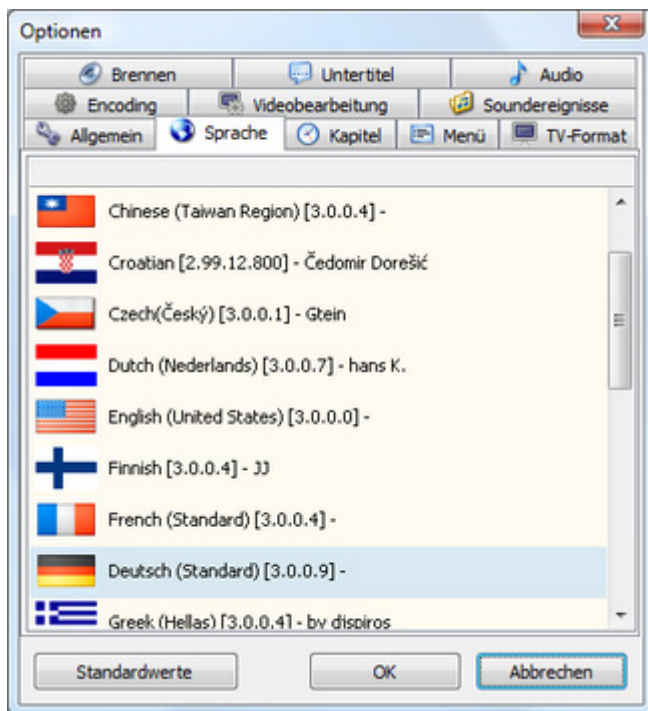 Optionen
Brennen Untertitel Audio
Encoding Videobearbeitung Soundereignisse
Allgemein Sprache Kapitel Menü TV-Format
Chinese (Taiwan Region) [3.0.0.4] -
Croatian [2.99.12.800] - Čedomir Dorešić
Czech(Český) [3.0.0.1] - Gtein
Dutch (Nederlands) [3.0.0.7] - hans K.
English (United States) [3.0.0.0] -
Finnish [3.0.0.4] - JJ
French (Standard) [3.0.0.4] -
Deutsch (Standard) [3.0.0.9] -
Greek (Hellas) [3.0.0.4] - by dispiros
Standardwerte OK Abbrechen